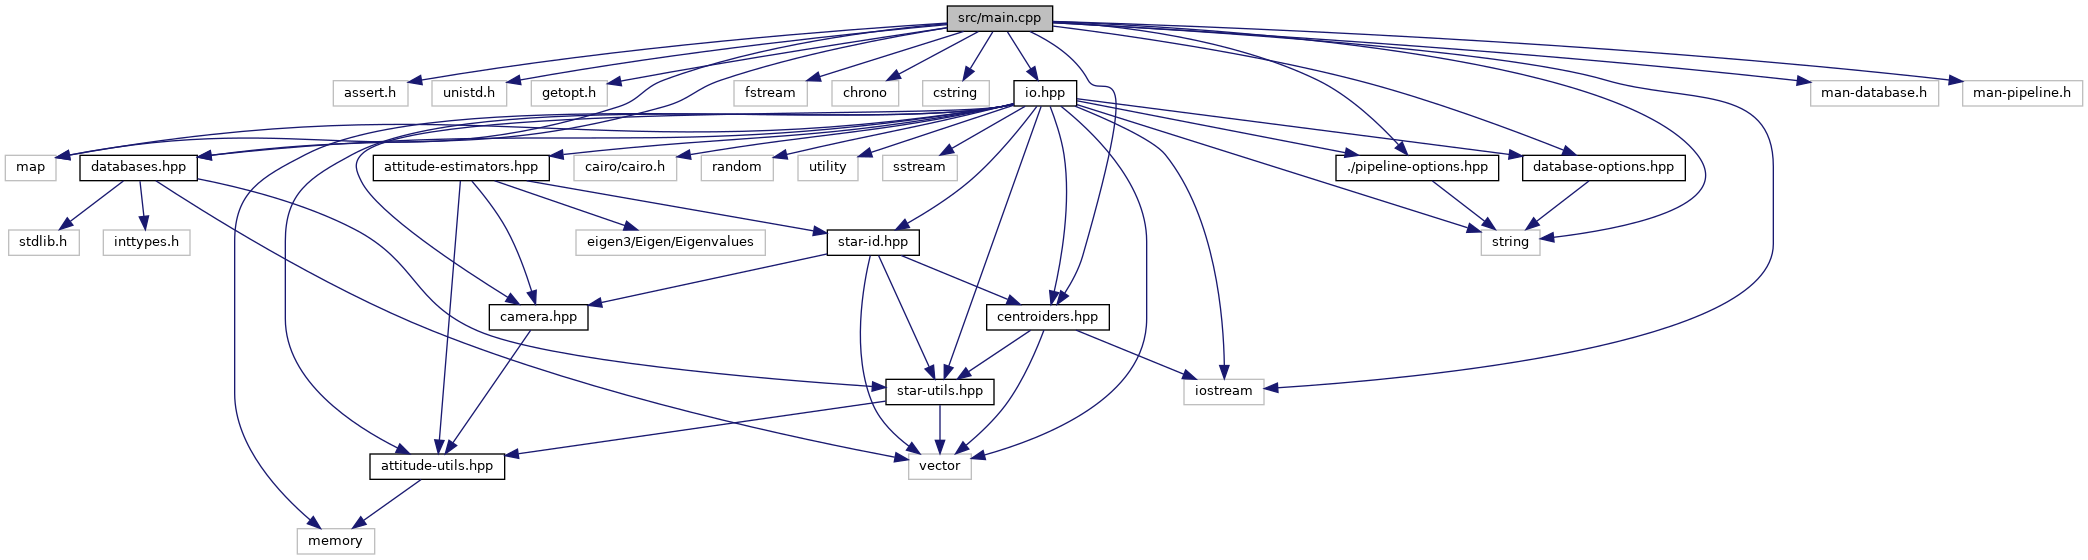 src/main.cpp
assert.h
unistd.h
getopt.h
fstream
chrono
cstring
io.hpp
man-database.h
man-pipeline.h
map
databases.hpp
attitude-estimators.hpp
cairo/cairo.h
random
utility
sstream
./pipeline-options.hpp
database-options.hpp
stdlib.h
inttypes.h
eigen3/Eigen/Eigenvalues
star-id.hpp
string
camera.hpp
centroiders.hpp
star-utils.hpp
iostream
attitude-utils.hpp
vector
memory